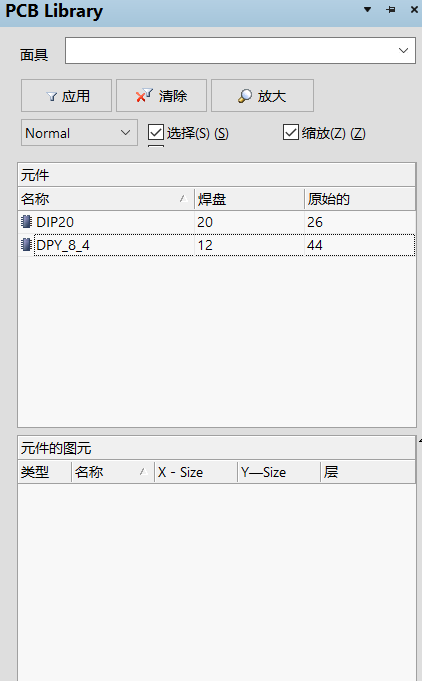 PCB Library
面具
应用 清除 放大
Normal 选择(S) (S) 缩放(Z) (Z)
元件
名称 焊盘 原始的
DIP20 20 26
DPY_8_4 12 44
元件的图元
类型 名称 X - Size Y—Size 层